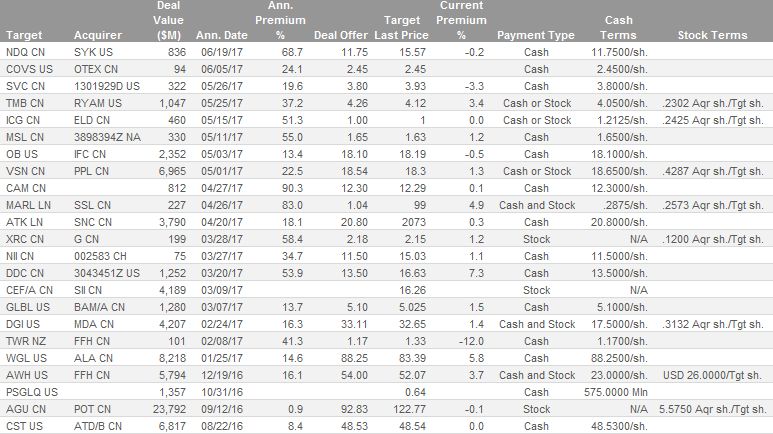 Deal Ann. Current
Value Premium Target Premium Cash
Target Acquirer ($M) Ann. Date % Deal Offer Last Price % Payment Type Terms Stock Terms
NDQ CN SYK US 836 06/19/17 68.7 11.75 15.57 -0.2 Cash 11.7500/sh.
COVS US OTEX CN 94 06/05/17 24.1 2.45 2.45 Cash 2.4500/sh.
SVC CN 1301929D US 322 05/26/17 19.6 3.80 3.93 -3.3 Cash 3.8000/sh.
TMB CN RYAM US 1,047 05/25/17 37.2 4.26 4.12 3.4 Cash or Stock 4.0500/sh. .2302 Aqr sh./Tgt sh.
ICG CN ELD CN 460 05/15/17 51.3 1.00 1 0.0 Cash or Stock 1.2125/sh. .2425 Aqr sh./Tgt sh.
MSL CN 3898394Z NA 330 05/11/17 55.0 1.65 1.63 1.2 Cash 1.6500/sh.
OB US IFC CN 2,352 05/03/17 13.4 18.10 18.19 -0.5 Cash 18.1000/sh.
VSN CN PPL CN 6,965 05/01/17 22.5 18.54 18.3 1.3 Cash or Stock 18.6500/sh. .4287 Aqr sh./Tgt sh.
CAM CN 812 04/27/17 90.3 12.30 12.29 0.1 Cash 12.3000/sh.
MARL LN SSL CN 227 04/26/17 83.0 1.04 99 4.9 Cash and Stock .2875/sh. .2573 Aqr sh./Tgt sh.
ATK LN SNC CN 3,790 04/20/17 18.1 20.80 2073 0.3 Cash 20.8000/sh.
XRC CN G CN 199 03/28/17 58.4 2.18 2.15 1.2 Stock N/A .1200 Aqr sh./Tgt sh.
NII CN 002583 CH 75 03/27/17 34.7 11.50 15.03 1.1 Cash 11.5000/sh.
DDC CN 3043451Z US 1,252 03/20/17 53.9 13.50 16.63 7.3 Cash 13.5000/sh.
CEF/A CN SII CN 4,189 03/09/17 16.26 Stock N/A
GLBL US BAM/A CN 1,280 03/07/17 13.7 5.10 5.025 1.5 Cash 5.1000/sh.
DGI US MDA CN 4,207 02/24/17 16.3 33.11 32.65 1.4 Cash and Stock 17.5000/sh. .3132 Aqr sh./Tgt sh.
TWR NZ FFH CN 101 02/08/17 41.3 1.17 1.33 -12.0 Cash 1.1700/sh.
WGL US ALA CN 8,218 01/25/17 14.6 88.25 83.39 5.8 Cash 88.2500/sh.
AWH US FFH CN 5,794 12/19/16 16.1 54.00 52.07 3.7 Cash and Stock 23.0000/sh. USD 26.0000/Tgt sh.
PSGLQ US 1,357 10/31/16 0.64 Cash 575.0000 Mln
AGU CN POT CN 23,792 09/12/16 0.9 92.83 122.77 -0.1 Stock N/A 5.5750 Aqr sh./Tgt sh.
CST US ATD/B CN 6,817 08/22/16 8.4 48.53 48.54 0.0 Cash 48.5300/sh.